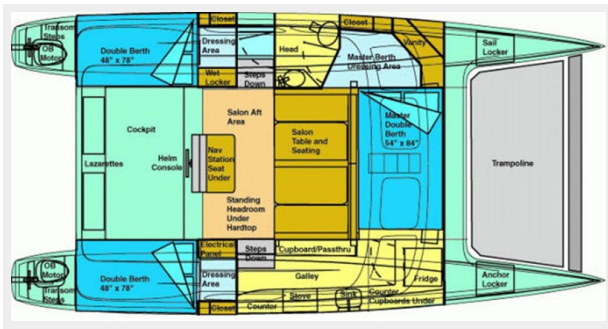 Closet
Closet
Transom
Steps
OB
Motor
Double Berth
48" x 78"
Dressing
Area
Head
Vanity
Sail
Locker
Master Berth
Dressing Area
Wet
Locker
Steps
Down
Salon Aft
Area
Cockpit
Salon
Table and
Seating
Master
Double
Berth
54" x 84"
Lazarettes
Helm
Console
Nav
Station
Seat
Under
Trampoline
Standing
Headroom
Under
Hardtop
Electrical
Panel
Steps
Down
Cupboard/Passthru
OB
Motor
Transom
Steps
Double Berth
48" x 78"
Dressing
Area
Galley
Fridge
Anchor
Locker
Closet
Counter
Stove
Sink
Counter
Cupboards Under